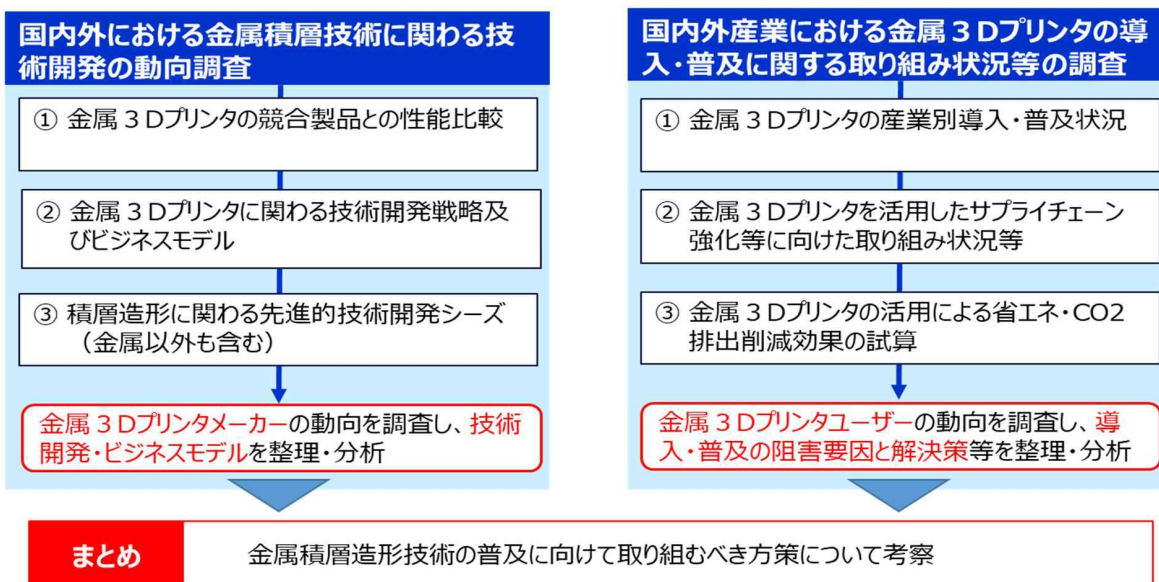 国内外における金属積層技術に関わる技
術開発の動向調査
① 金属3Dプリンタの競合製品との性能比較
② 金属3Dプリンタに関わる技術開発戦略及
びビジネスモデル
③ 積層造形に関わる先進的技術開発シーズ
（金属以外も含む）
金属3Dプリンタメーカーの動向を調査し、技術
開発・ビジネスモデルを整理・分析
国内外産業における金属3Dプリンタの導
入・普及に関する取り組み状況等の調査
① 金属3Dプリンタの産業別導入・普及状況
② 金属3Dプリンタを活用したサプライチェーン
強化等に向けた取り組み状況等
③ 金属3Dプリンタの活用による省エネ・CO2
排出削減効果の試算
金属3Dプリンタユーザーの動向を調査し、導
入・普及の阻害要因と解決策等を整理・分析
まとめ 金属積層造形技術の普及に向けて取り組むべき方策について考察